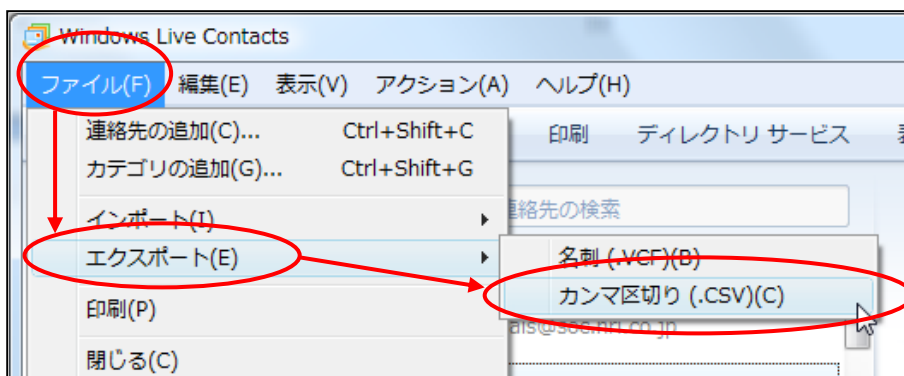 Windows Live Contacts
ファイル(F) 編集(E) 表示(V) アクション(A) ヘルプ(H)
連絡先の追加(C)... Ctrl+Shift+C
印刷 ディレクトリ サービス
カテゴリの追加(G)... Ctrl+Shift+G
インポート(I)
絡先の検索
エクスポート(E)
名刺 (.VCF)(B)
カンマ区切り (.CSV)(C)
印刷(P)
@soc.nri.co.jp
閉じる(C)